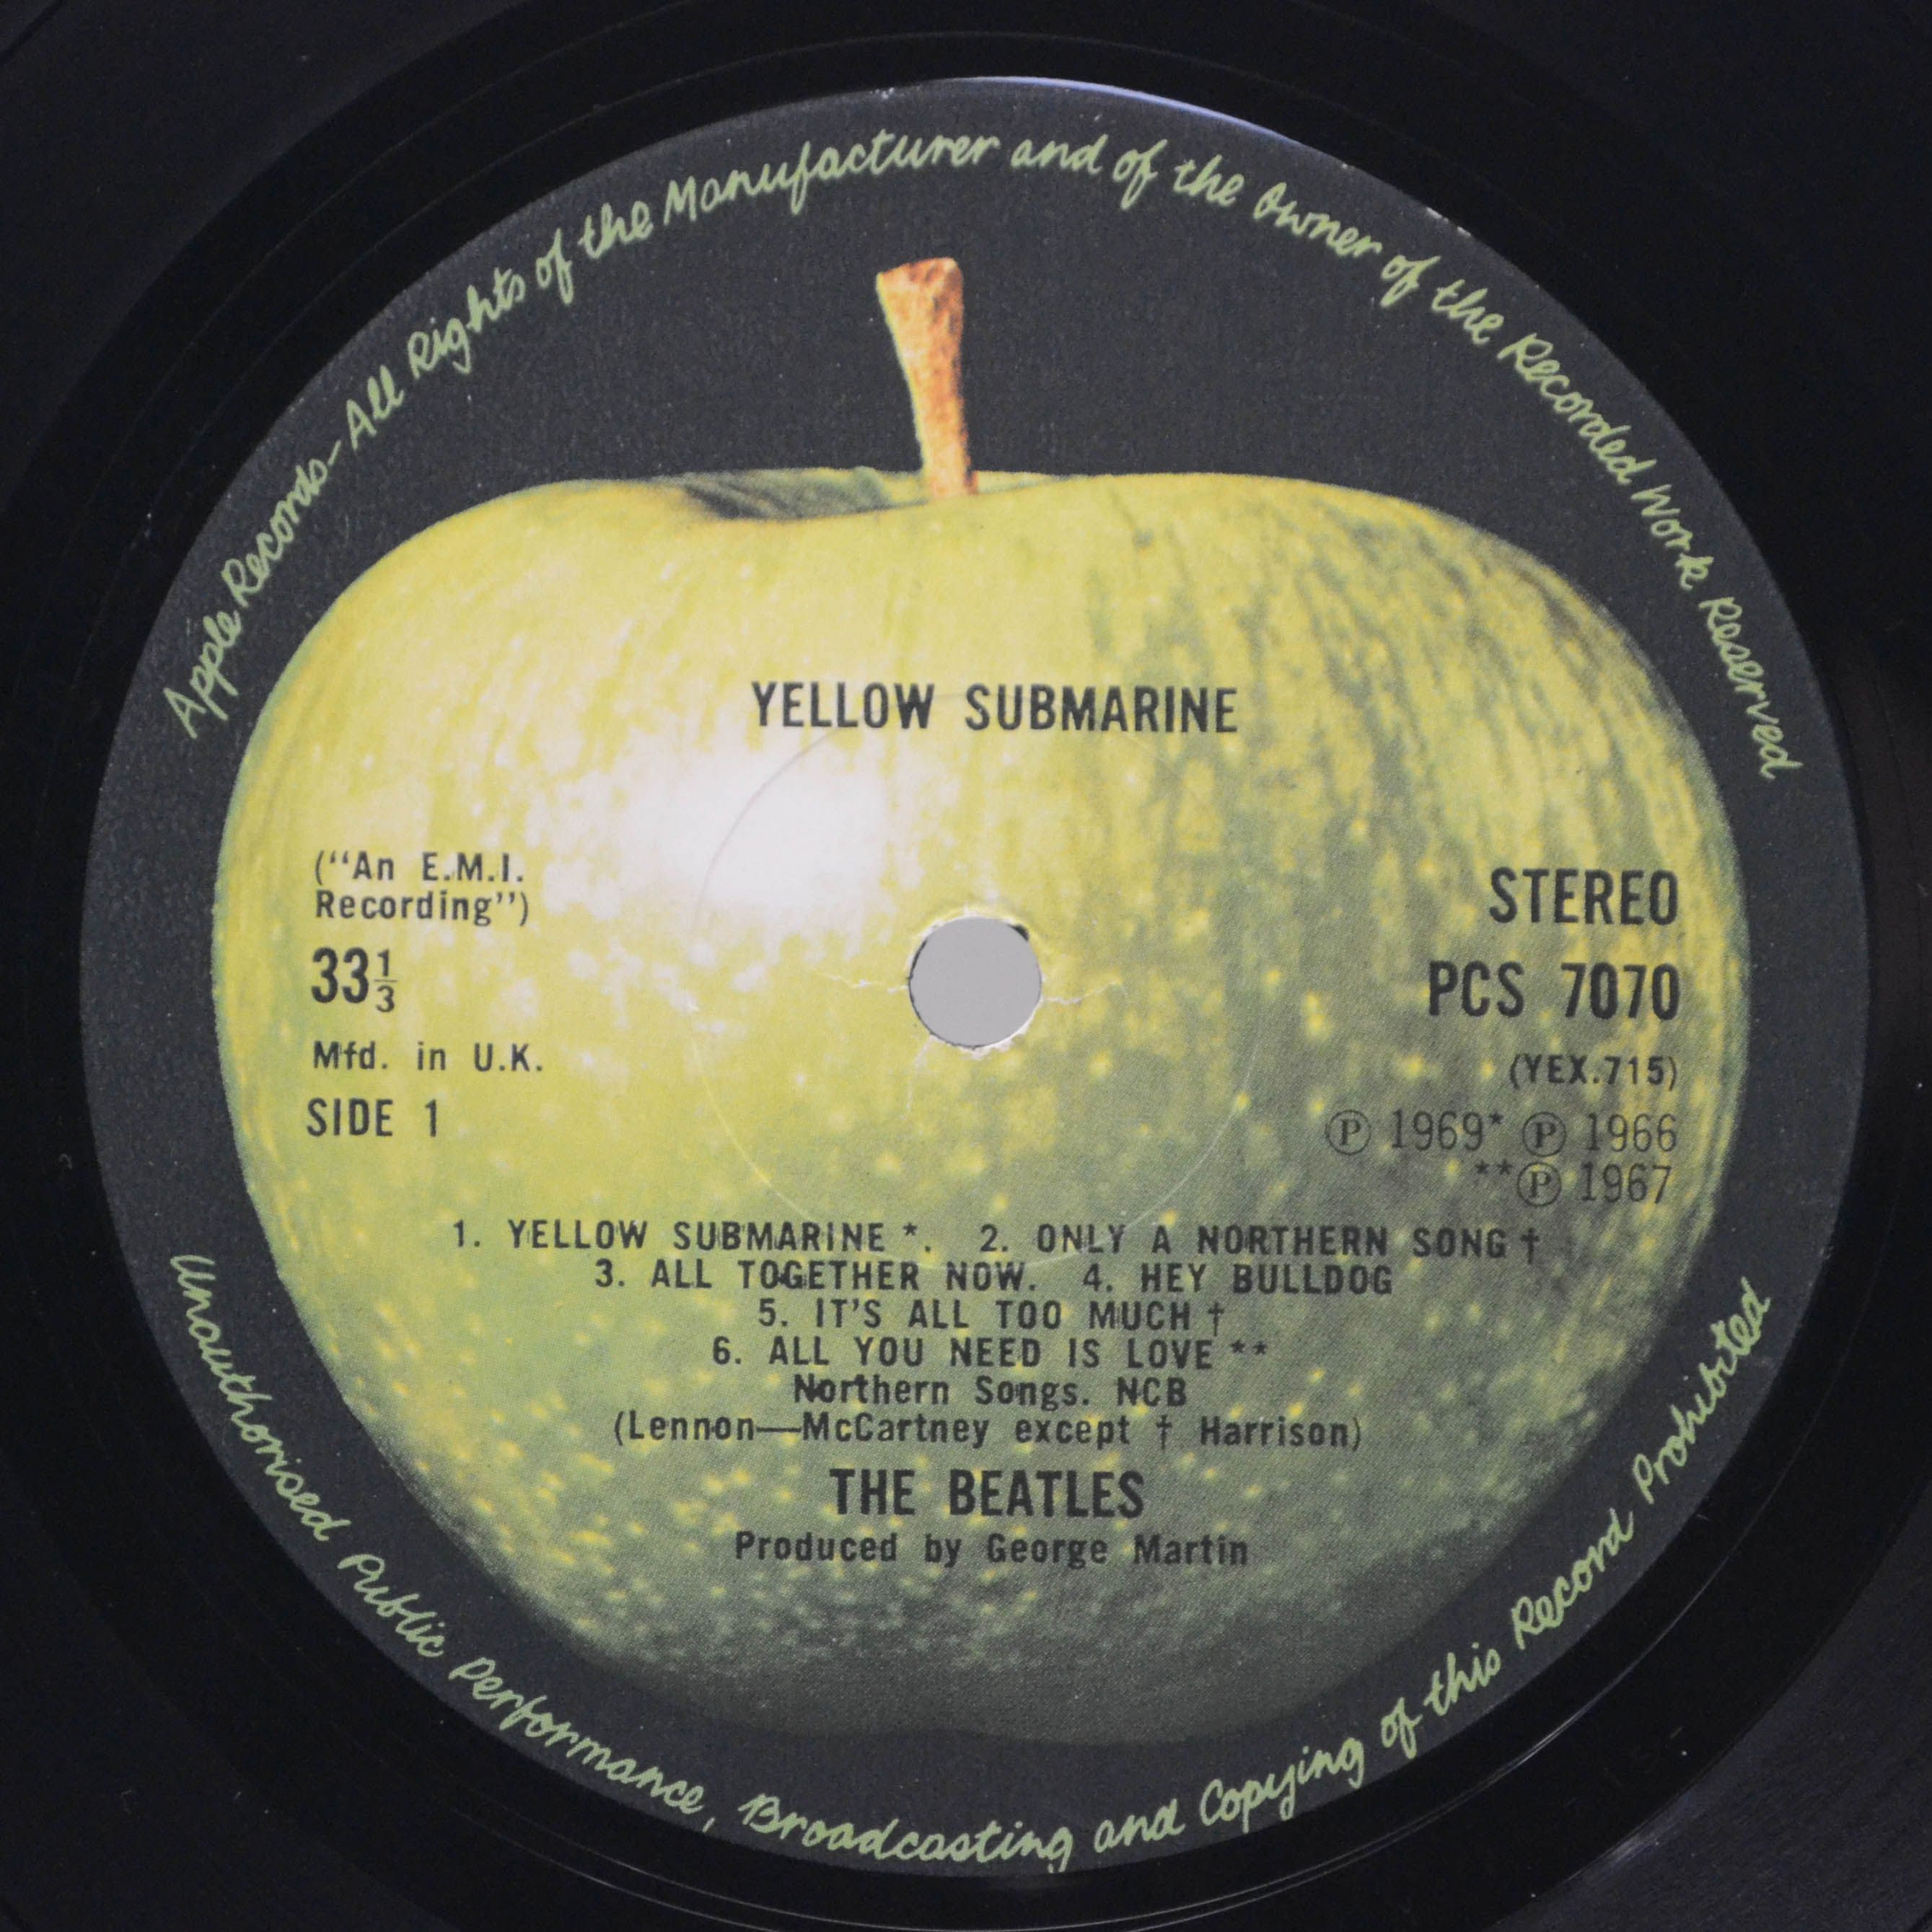 Apple Records-All Rights of the Manufacturer and of the Owner of the Recorded Work Reserved
YELLOW SUBMARINE
(“An E.M.I.
Recording”)
33⅓
Mfd. in U.K.
SIDE 1
STEREO
PCS 7070
(YEX.715)
℗ 1969* ℗ 1966
**℗ 1967
1. YELLOW SUBMARINE *. 2. ONLY A NORTHERN SONG †
3. ALL TOGETHER NOW. 4. HEY BULLDOG
5. IT'S ALL TOO MUCH †
6. ALL YOU NEED IS LOVE **
Northern Songs. NCB
(Lennon—McCartney except † Harrison)
THE BEATLES
Produced by George Martin
Unauthorised Public Performance, Broadcasting and Copying of this Record Prohibited